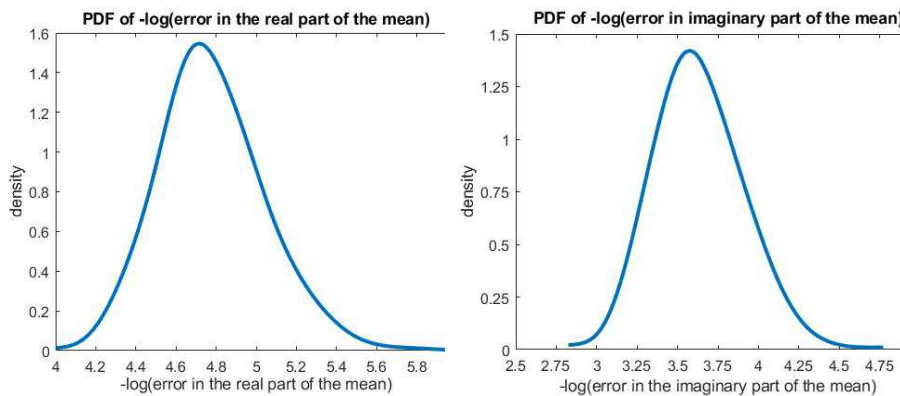 PDF of -log(error in the real part of the mean)
1.6
1.4
1.2
1
0.8
0.6
0.4
0.2
0
density
4 4.2 4.4 4.6 4.8 5 5.2 5.4 5.6 5.8
-log(error in the real part of the mean)
PDF of -log(error in imaginary part of the mean)
1.5
1.25
1
0.75
0.5
0.25
0
density
2.5 2.75 3 3.25 3.5 3.75 4 4.25 4.5 4.75
-log(error in the imaginary part of the mean)